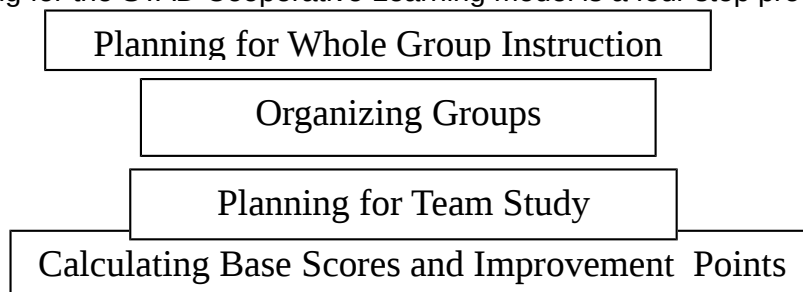 for the STAD Cooperative Learning model is a four step
Planning for Whole Group Instruction
Organizing Groups
Planning for Team Study
Calculating Base Scores and Improvement Points